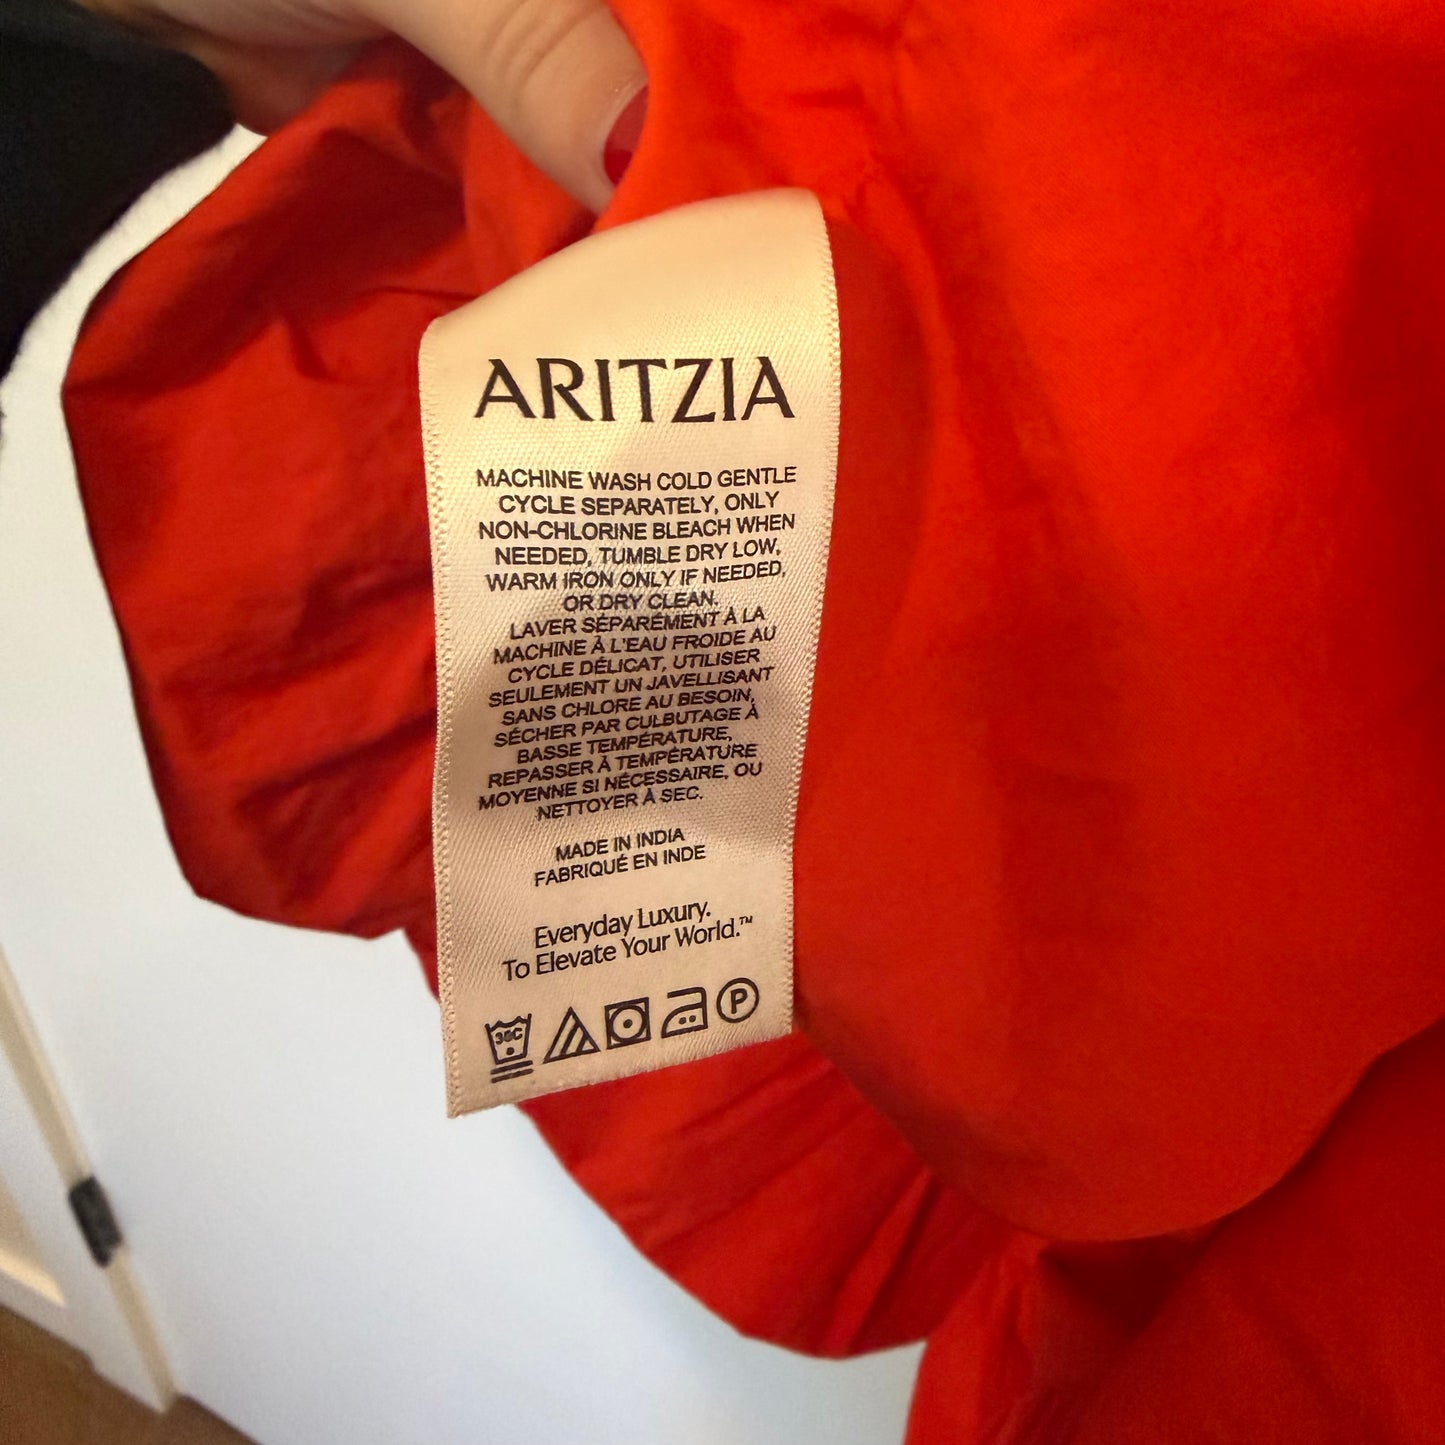 ARITZIA
MACHINE WASH COLD GENTLE
CYCLE SEPARATELY, ONLY
NON-CHLORINE BLEACH WHEN
NEEDED, TUMBLE DRY LOW,
WARM IRON ONLY IF NEEDED,
OR DRY CLEAN.
LAVER SÉPARÉMENT À LA
MACHINE À L'EAU FROIDE AU
CYCLE DÉLICAT, UTILISER
SEULEMENT UN JAVELLISANT
SANS CHLORE AU BESOIN,
SÉCHER PAR CULBUTAGE À
BASSE TEMPÉRATURE,
REPASSER À TEMPÉRATURE
MOYENNE SI NÉCESSAIRE, OU
NETTOYER À SEC.
MADE IN INDIA
FABRIQUÉ EN INDE
Everyday Luxury.
To Elevate Your World.™
30C P